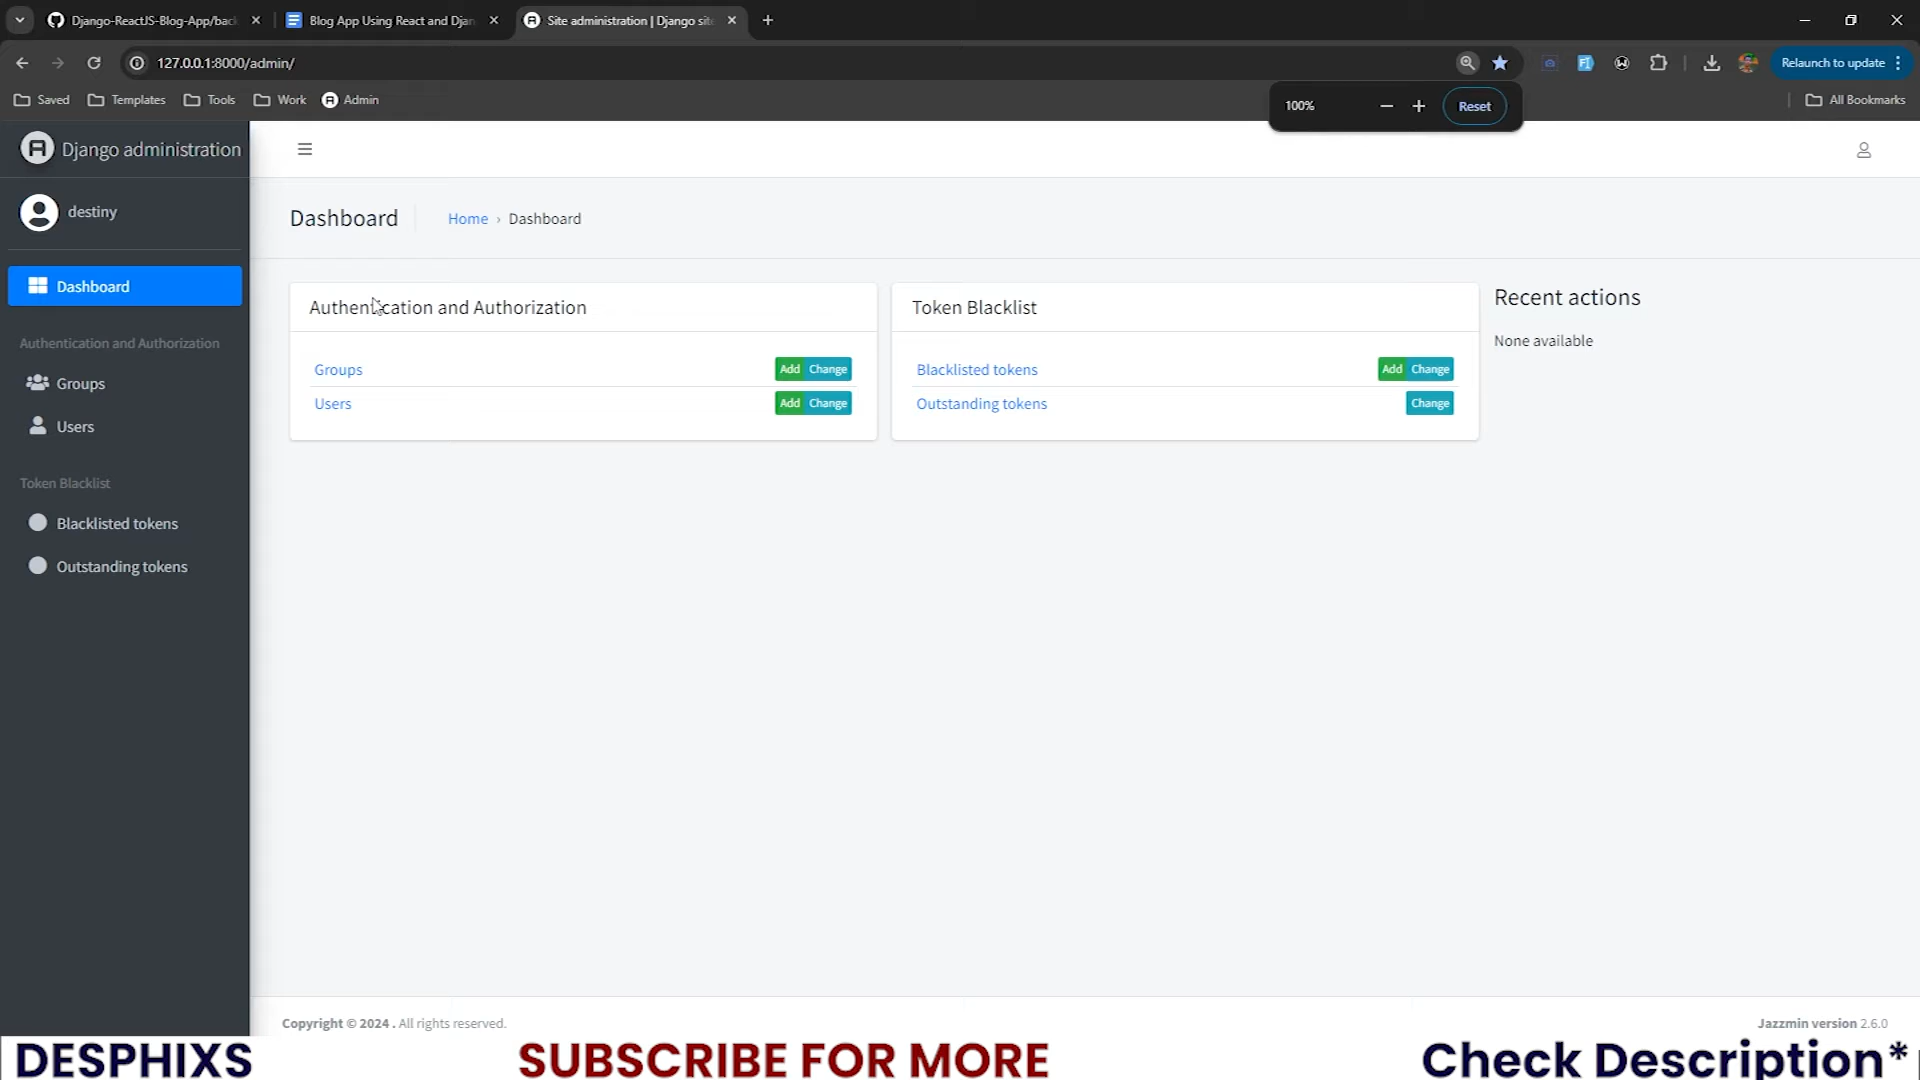 Django-ReactJS-Blog-App/back
Blog App Using React and Djan
Site administration | Django site
127.0.0.1:8000/admin/
Relaunch to update
Saved
Templates
Tools
Work
Admin
All Bookmarks
100%
Reset
Django administration
destiny
Dashboard
Authentication and Authorization
Groups
Users
Token Blacklist
Blacklisted tokens
Outstanding tokens
Dashboard
Home › Dashboard
Authentication and Authorization
Groups Add Change
Users Add Change
Token Blacklist
Blacklisted tokens Add Change
Outstanding tokens Change
Recent actions
None available
Copyright © 2024 . All rights reserved.
Jazzmin version 2.6.0
DESPHIXS
SUBSCRIBE FOR MORE
Check Description*